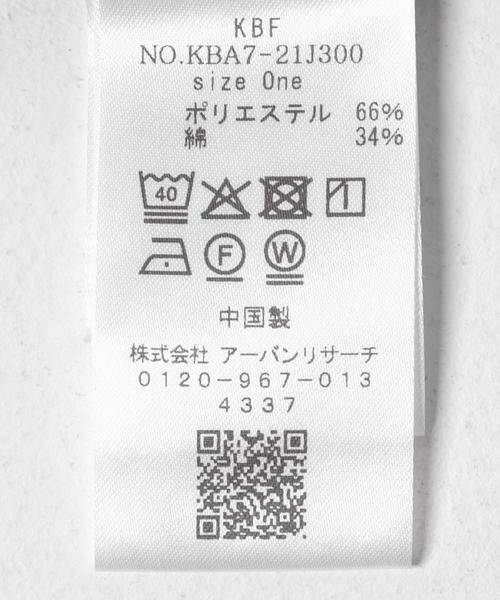 KBF
NO.KBA7-21J300
size One
ポリエステル 66%
綿 34%
40
F W
中国製
株式会社 アーバンリサーチ
0120-967-013
4337